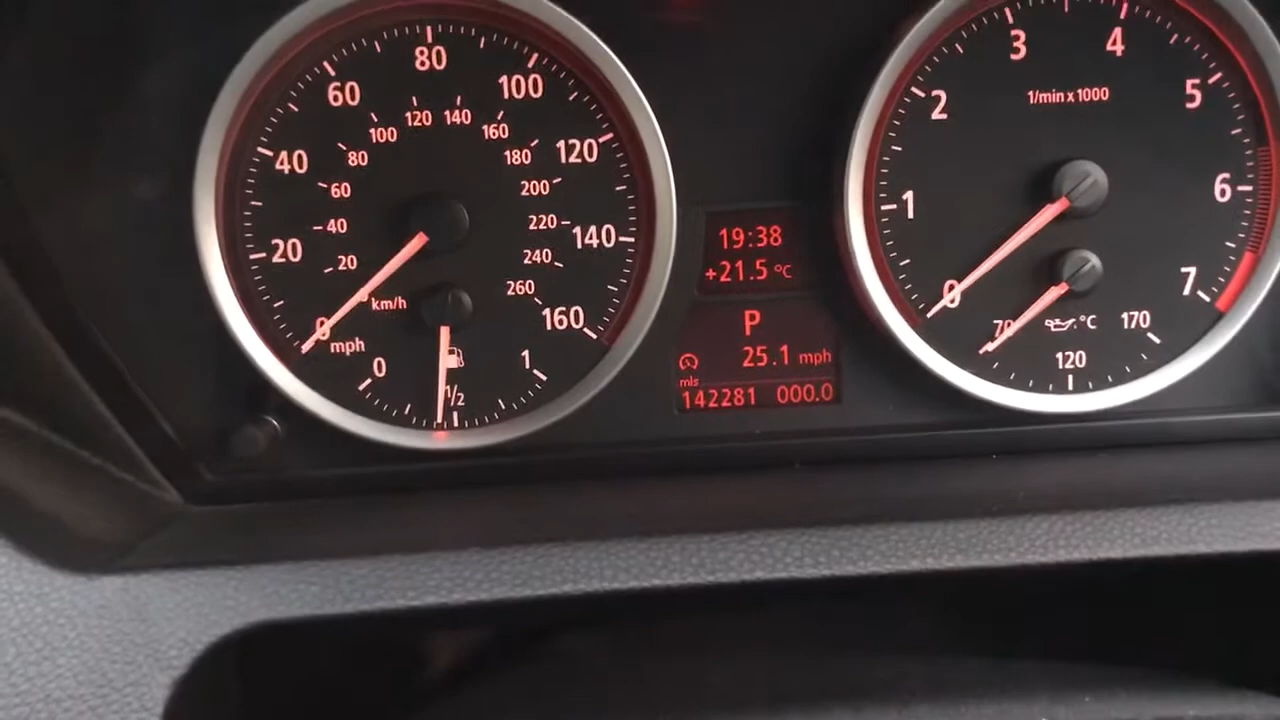 80
60 100
120 140
100 160
40 80 180 120
60 200
20 40 220 140
20 240
260
km/h
0 mph 160
0 1
1/2
19:38
+21.5 °C
P
25.1 mph
mls
142281 000.0
3 4
2 1/min x 1000 5
1 6
0 7
70 °C 170
120